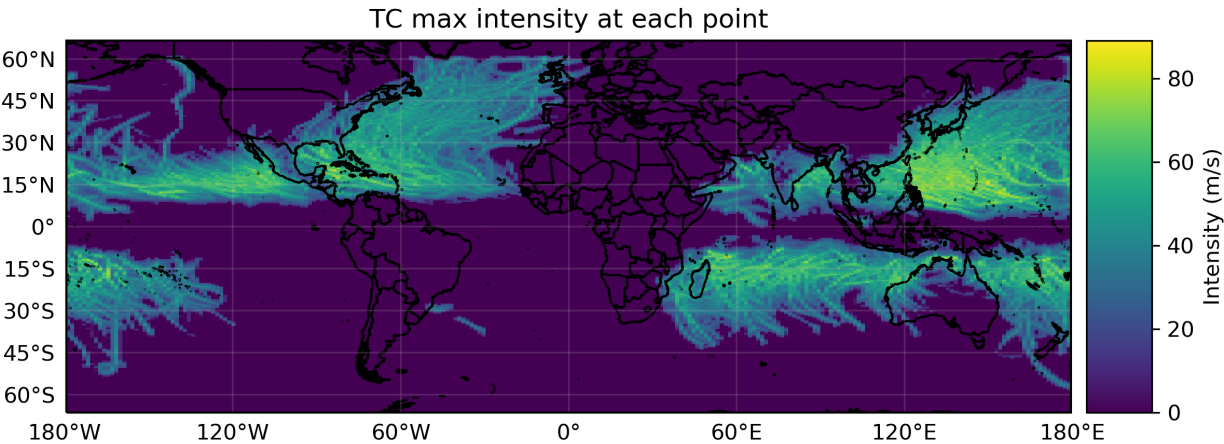 TC max intensity at each point
60°N
45°N
30°N
15°N
0°
15°S
30°S
45°S
60°S
180°W 120°W 60°W 0° 60°E 120°E 180°E
80
60
40
20
0
Intensity (m/s)